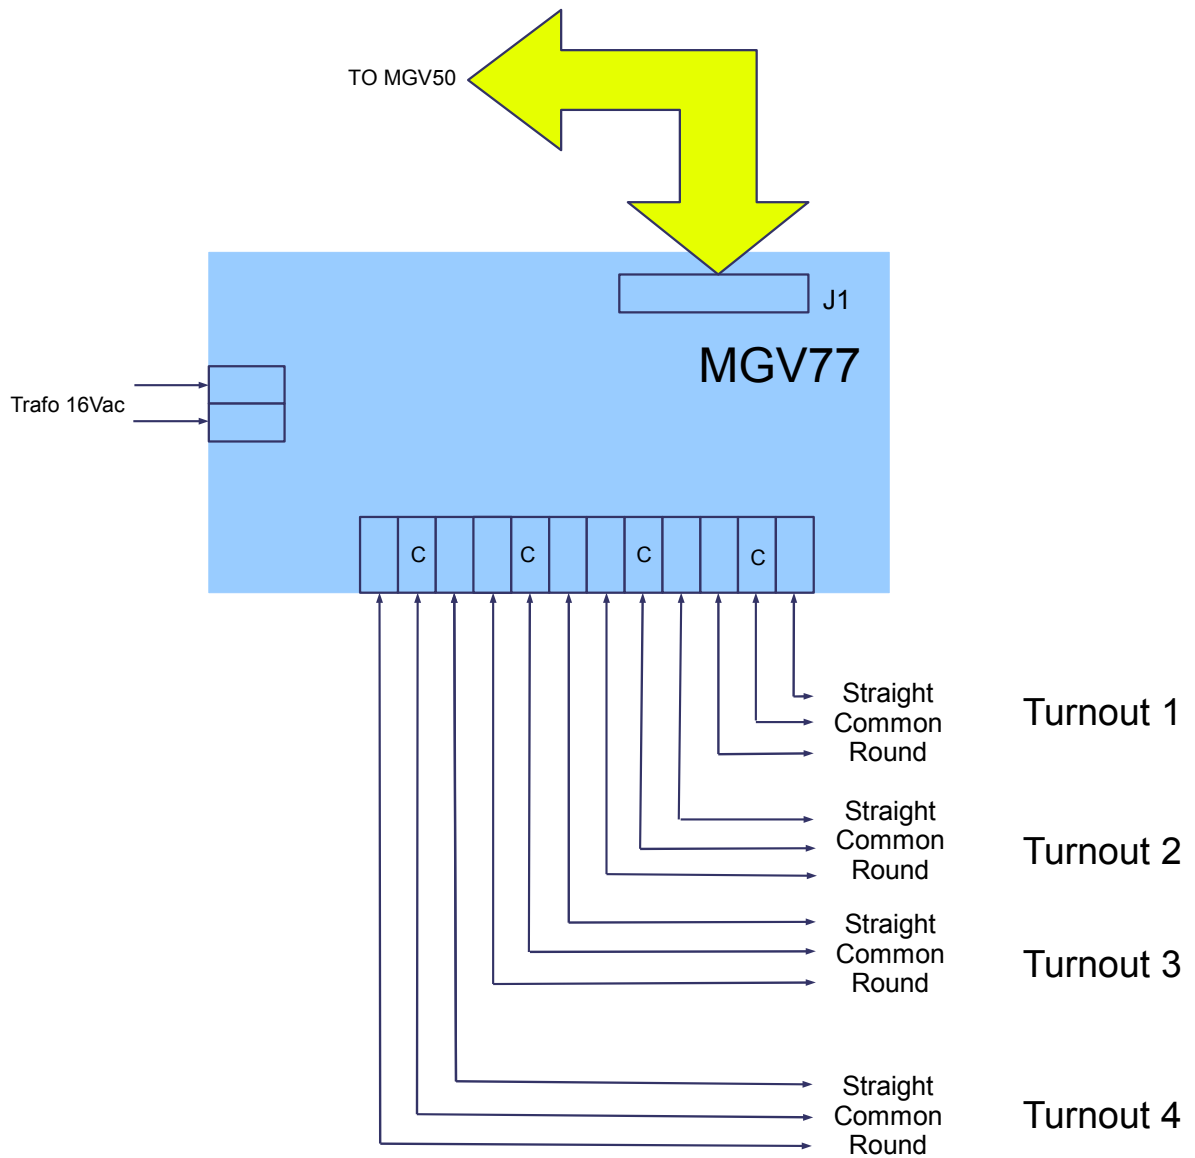 TO MGV50
J1
MGV77
Trafo 16Vac
C C C C
Straight
Common
Round
Turnout 1
Straight
Common
Round
Turnout 2
Straight
Common
Round
Turnout 3
Straight
Common
Round
Turnout 4